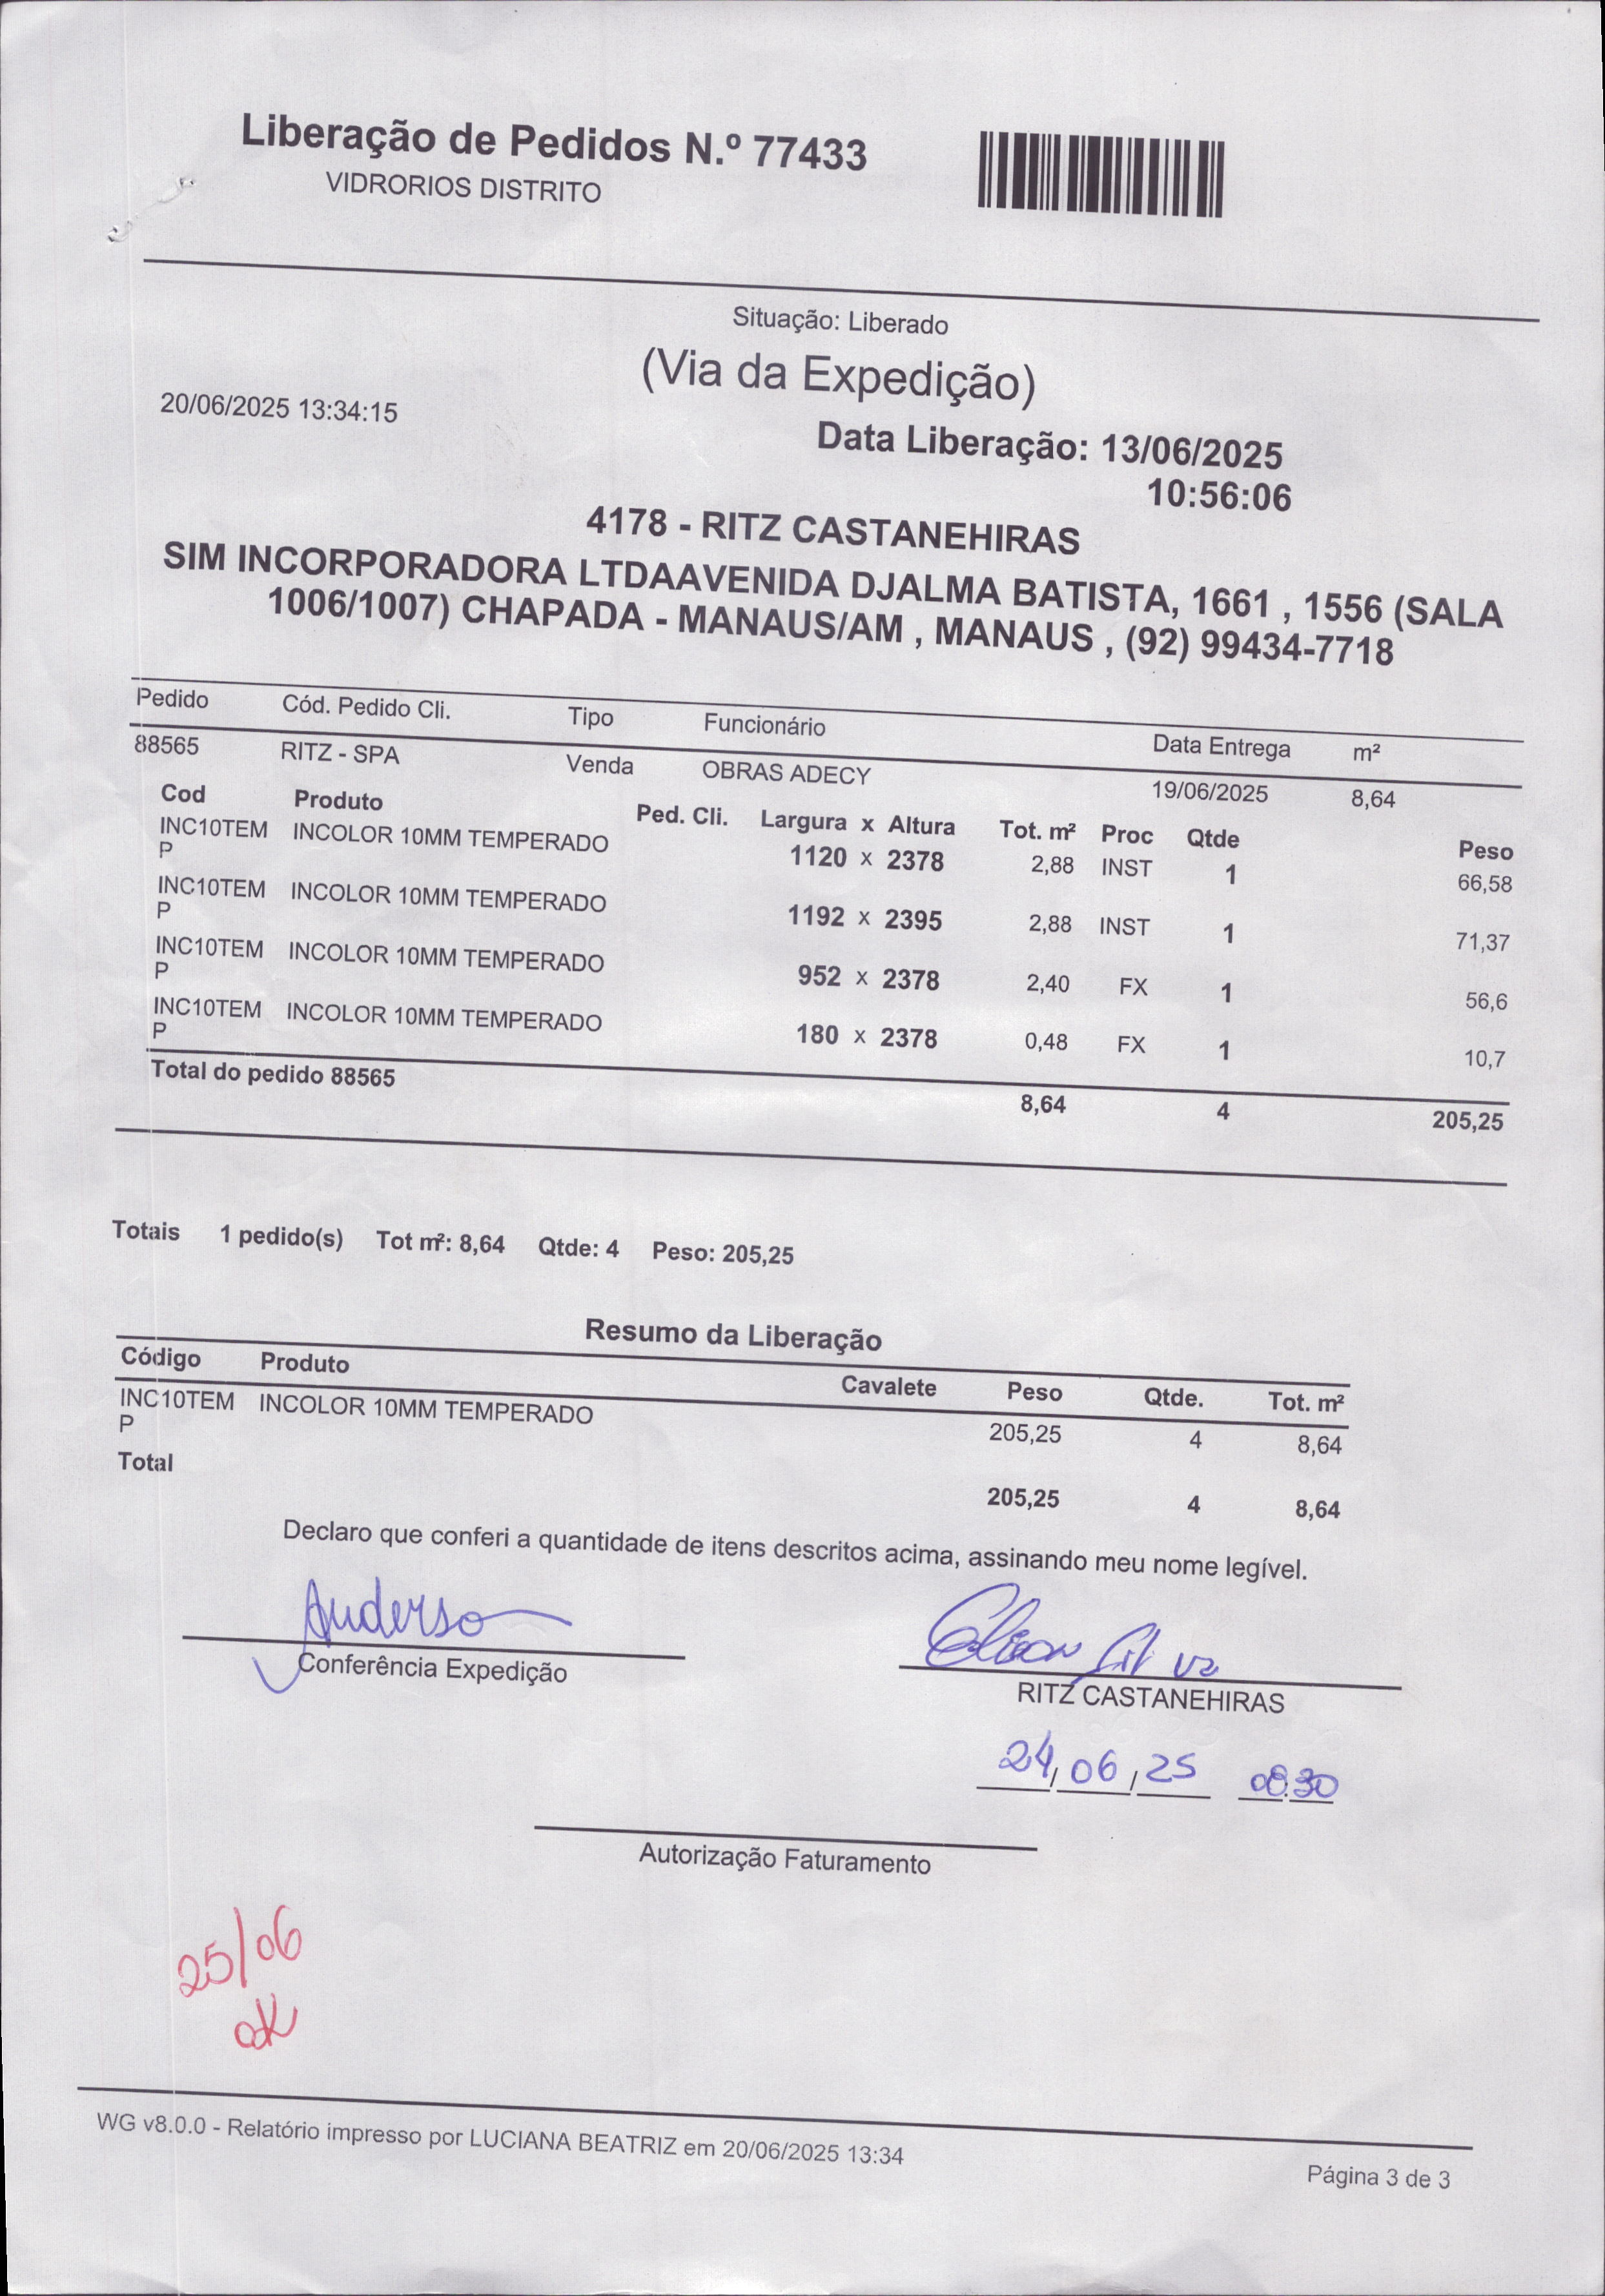 Liberação de Pedidos N.º 77433
VIDRORIOS DISTRITO
Situação: Liberado
(Via da Expedição)
20/06/2025 13:34:15
Data Liberação: 13/06/2025
10:56:06
4178 - RITZ CASTANEHIRAS
SIM INCORPORADORA LTDAAVENIDA DJALMA BATISTA, 1661 , 1556 (SALA
1006/1007) CHAPADA - MANAUS/AM , MANAUS , (92) 99434-7718
Pedido Cód. Pedido Cli. Tipo Funcionário Data Entrega m²
88565 RITZ - SPA Venda OBRAS ADECY 19/06/2025 8,64
Cod Produto Ped. Cli. Largura x Altura Tot. m² Proc Qtde Peso
INC10TEM INCOLOR 10MM TEMPERADO 1120 x 2378 2,88 INST 1 66,58
P
INC10TEM INCOLOR 10MM TEMPERADO 1192 x 2395 2,88 INST 1 71,37
P
INC10TEM INCOLOR 10MM TEMPERADO 952 x 2378 2,40 FX 1 56,6
P
INC10TEM INCOLOR 10MM TEMPERADO 180 x 2378 0,48 FX 1 10,7
P
Total do pedido 88565 8,64 4 205,25
Totais 1 pedido(s) Tot m²: 8,64 Qtde: 4 Peso: 205,25
Resumo da Liberação
Código Produto Cavalete Peso Qtde. Tot. m²
INC10TEM INCOLOR 10MM TEMPERADO 205,25 4 8,64
P
Total 205,25 4 8,64
Declaro que conferi a quantidade de itens descritos acima, assinando meu nome legível.
Anderso
Conferência Expedição
RITZ CASTANEHIRAS
24/06/25 08:30
Autorização Faturamento
25/06
ok
WG v8.0.0 - Relatório impresso por LUCIANA BEATRIZ em 20/06/2025 13:34
Página 3 de 3